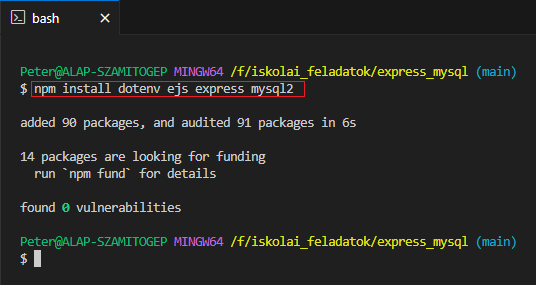 bash
Peter@ALAP-SZAMITOGEP MINGW64 /f/iskolai_feladatok/express_mysql (main)
$ npm install dotenv ejs express mysql2
added 90 packages, and audited 91 packages in 6s
14 packages are looking for funding
run `npm fund` for details
found 0 vulnerabilities
Peter@ALAP-SZAMITOGEP MINGW64 /f/iskolai_feladatok/express_mysql (main)
$